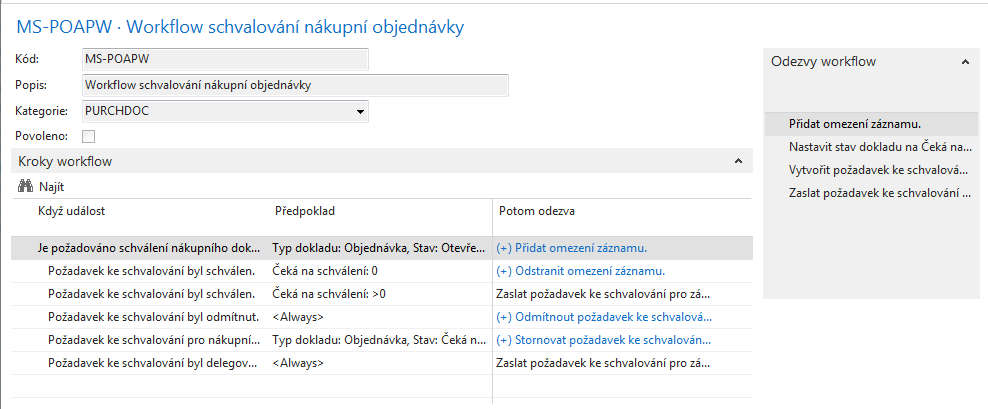 MS-POAPW · Workflow schvalování nákupní objednávky
Kód: MS-POAPW
Popis: Workflow schvalování nákupní objednávky
Kategorie: PURCHDOC
Povoleno:
Kroky workflow
Najít
Když událost Předpoklad Potom odezva
Je požadováno schválení nákupního dok... Typ dokladu: Objednávka, Stav: Otevře... (+) Přidat omezení záznamu.
Požadavek ke schvalování byl schválen. Čeká na schválení: 0 (+) Odstranit omezení záznamu.
Požadavek ke schvalování byl schválen. Čeká na schválení: >0 Zaslat požadavek ke schvalování pro zá...
Požadavek ke schvalování byl odmítnut. <Always> (+) Odmítnout požadavek ke schvalová...
Požadavek ke schvalování pro nákupní... Typ dokladu: Objednávka, Stav: Čeká n... (+) Stornovat požadavek ke schvalován...
Požadavek ke schvalování byl delegov... <Always> Zaslat požadavek ke schvalování pro zá...
Odezvy workflow
Přidat omezení záznamu.
Nastavit stav dokladu na Čeká na...
Vytvořit požadavek ke schvalová...
Zaslat požadavek ke schvalování ...